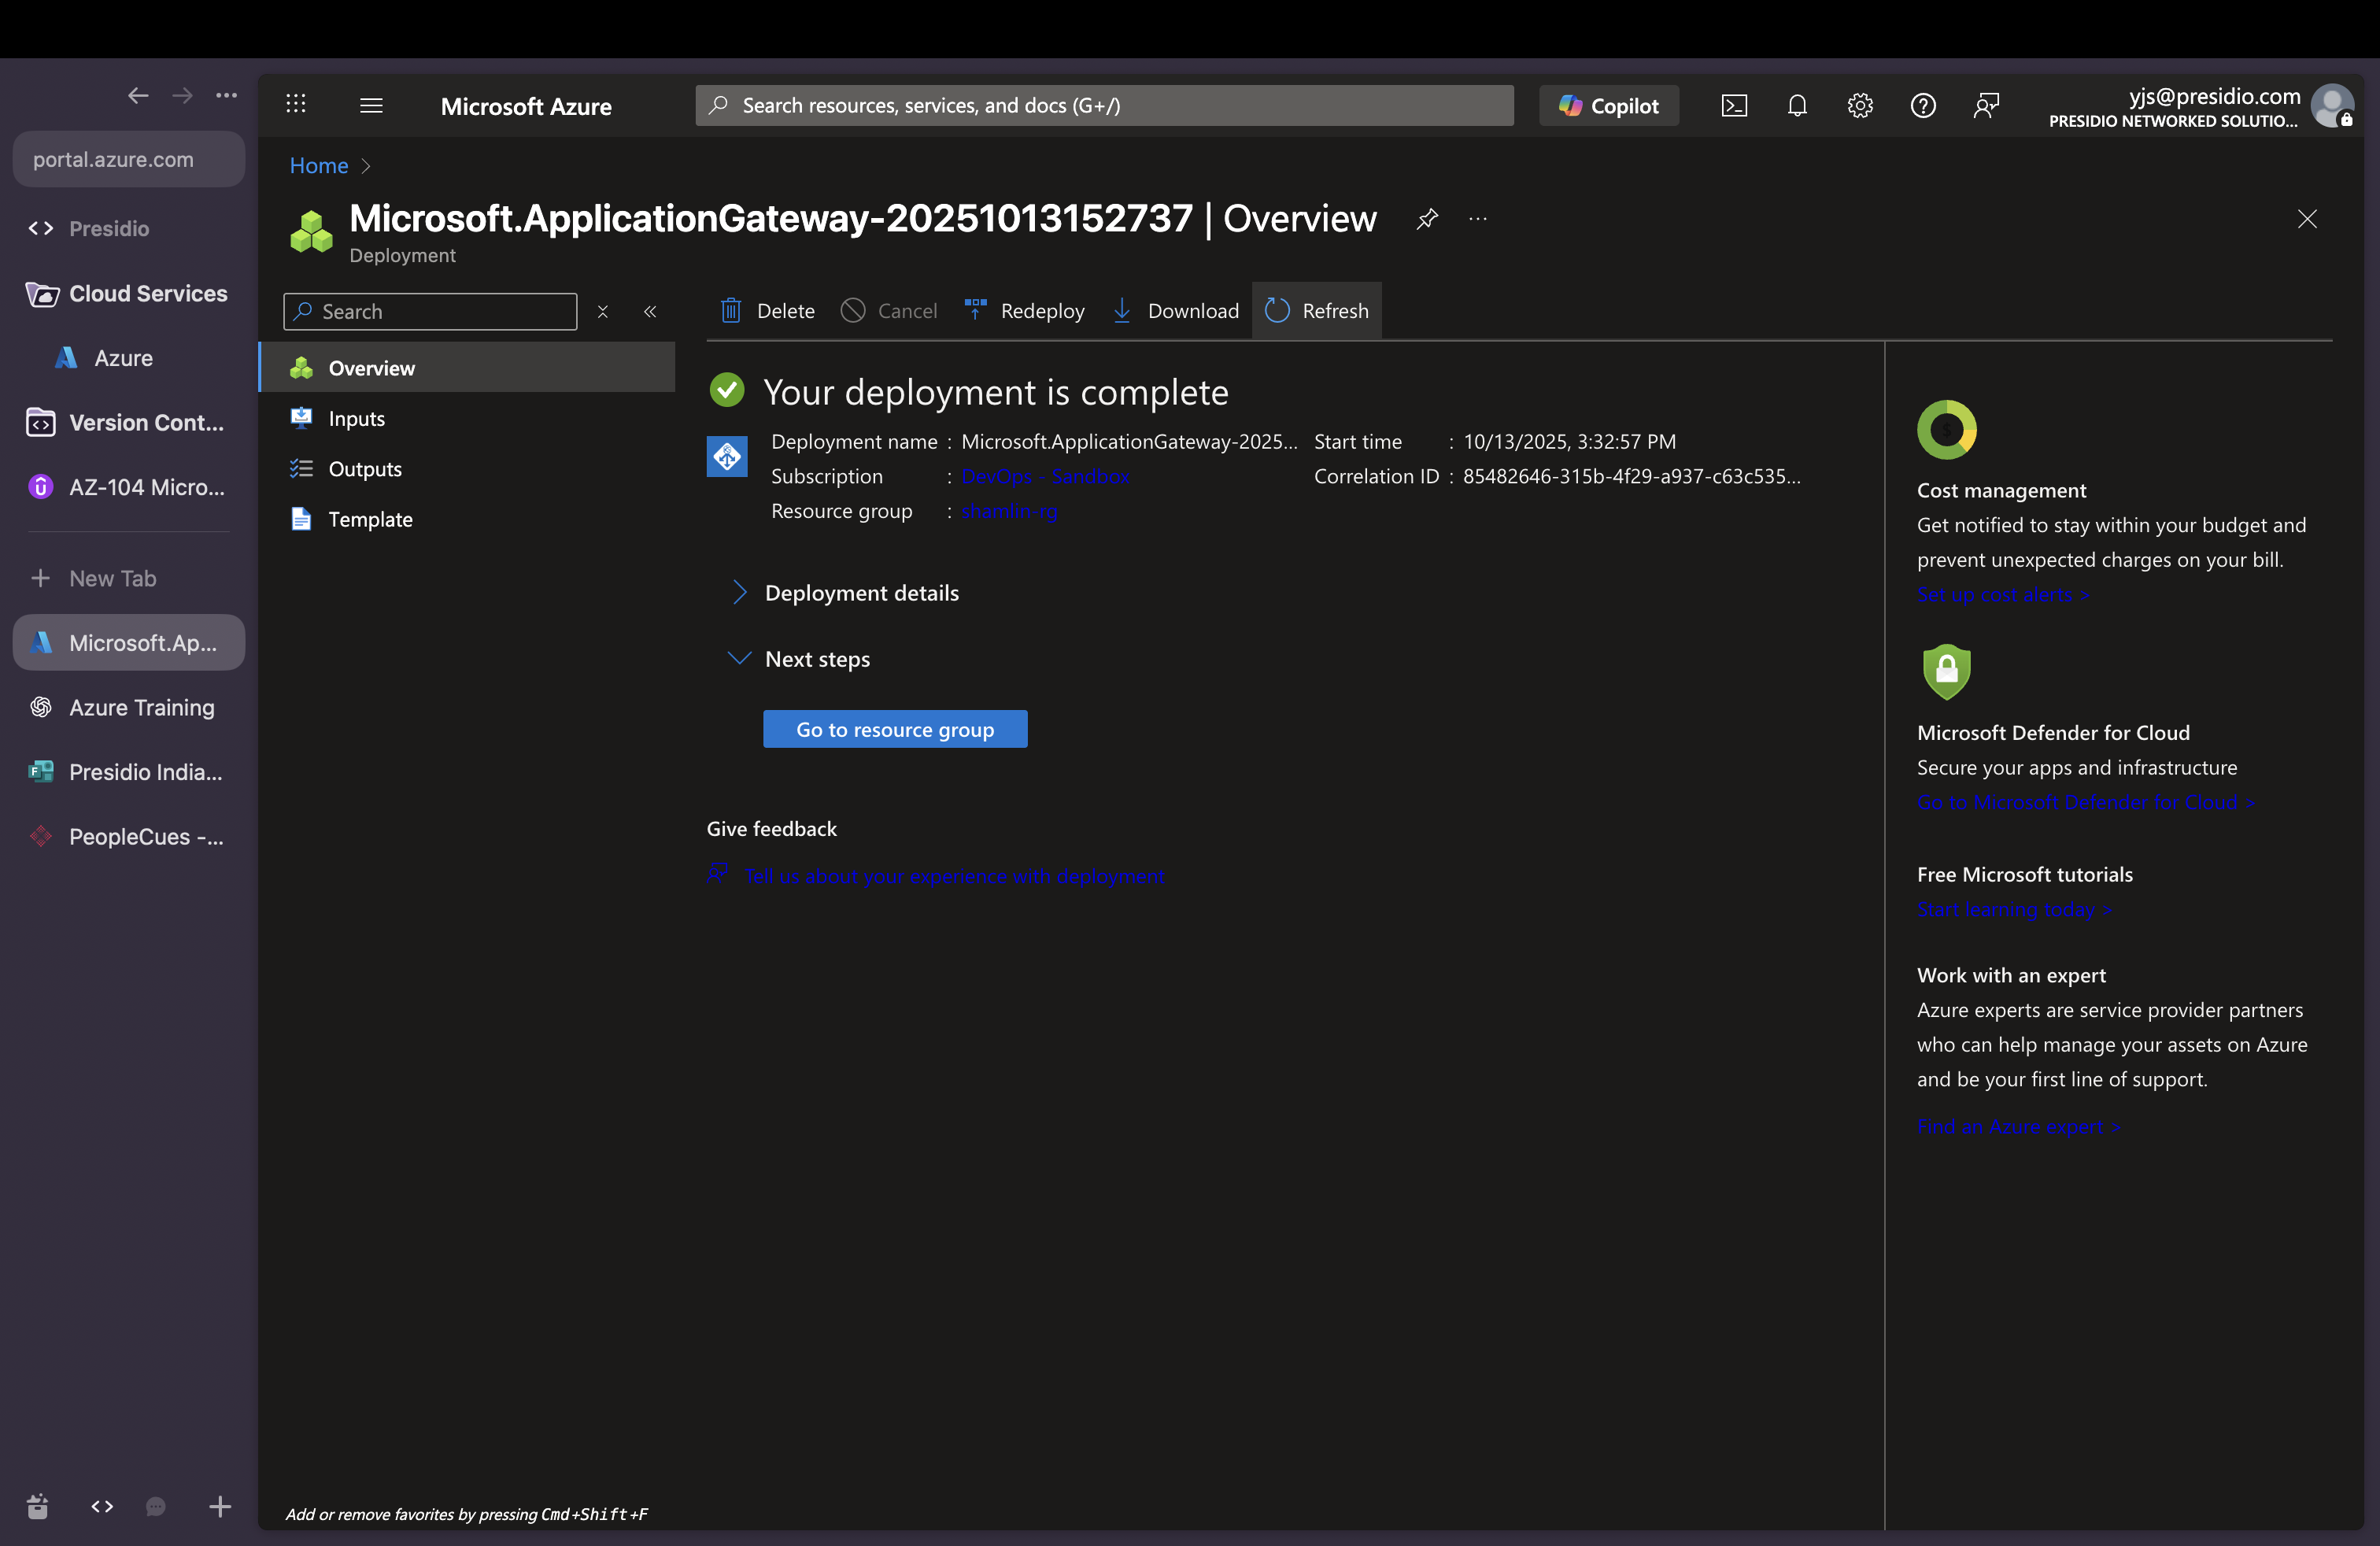 portal.azure.com
Presidio
Cloud Services
Azure
Version Cont...
AZ-104 Micro...
New Tab
Microsoft.Ap...
Azure Training
Presidio India...
PeopleCues -...
Microsoft Azure
Search resources, services, and docs (G+/)
Copilot
yjs@presidio.com
PRESIDIO NETWORKED SOLUTIO...
Home
Microsoft.ApplicationGateway-20251013152737 | Overview
Deployment
Search
Overview
Inputs
Outputs
Template
Delete
Cancel
Redeploy
Download
Refresh
Your deployment is complete
Deployment name : Microsoft.ApplicationGateway-2025...
Subscription : DevOps - Sandbox
Resource group : shamlin-rg
Start time : 10/13/2025, 3:32:57 PM
Correlation ID : 85482646-315b-4f29-a937-c63c535...
Deployment details
Next steps
Go to resource group
Give feedback
Tell us about your experience with deployment
Cost management
Get notified to stay within your budget and
prevent unexpected charges on your bill.
Set up cost alerts >
Microsoft Defender for Cloud
Secure your apps and infrastructure
Go to Microsoft Defender for Cloud >
Free Microsoft tutorials
Start learning today >
Work with an expert
Azure experts are service provider partners
who can help manage your assets on Azure
and be your first line of support.
Find an Azure expert >
Add or remove favorites by pressing Cmd+Shift+F